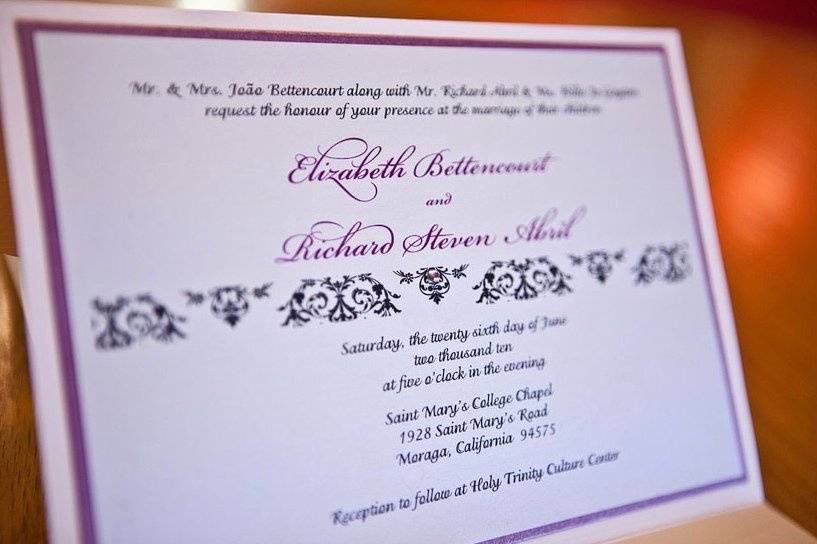 Mr. & Mrs. João Bettencourt along with Mr. Richard Abril & Ms.
request the honour of your presence at the marriage of their children
Elizabeth Bettencourt
and
Richard Steven Abril
Saturday, the twenty sixth day of June
two thousand ten
at five o'clock in the evening
Saint Mary's College Chapel
1928 Saint Mary's Road
Moraga, California 94575
Reception to follow at Holy Trinity Culture Center